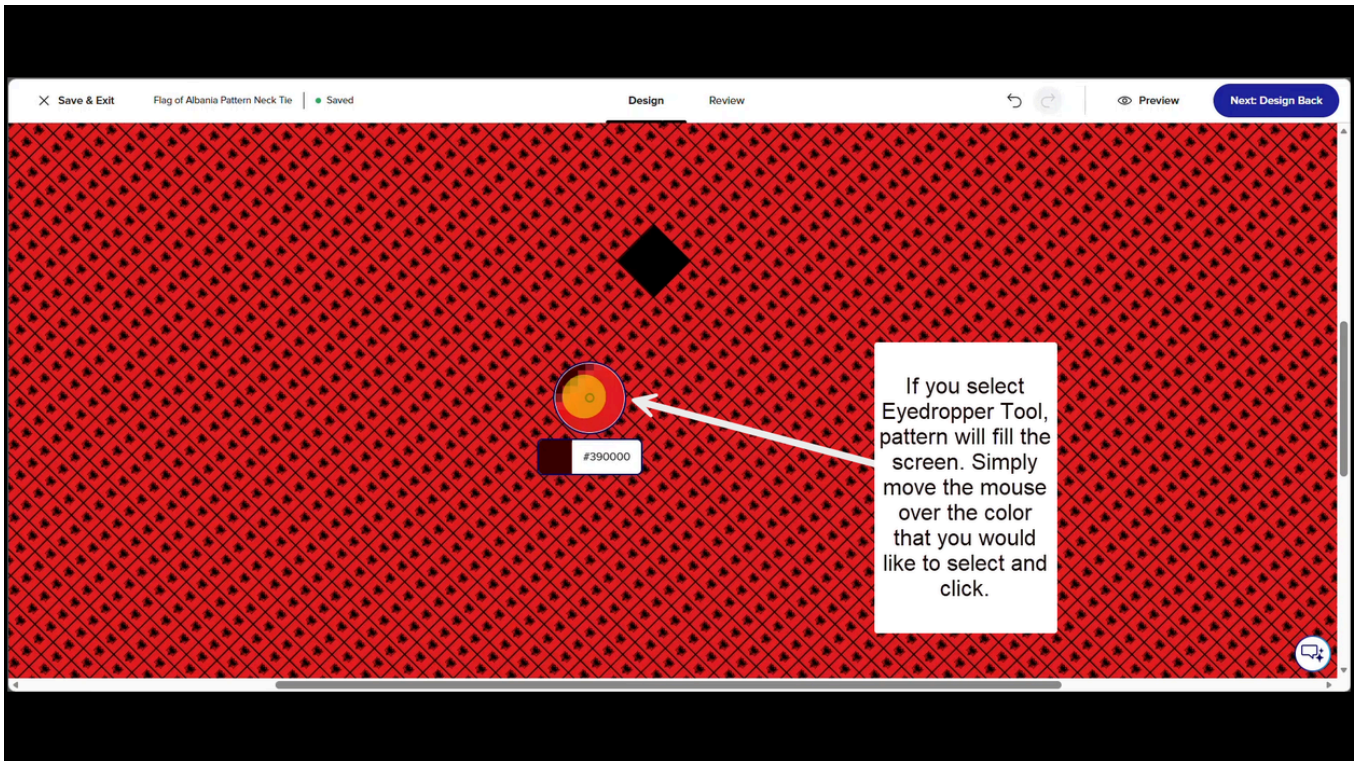 Save & Exit Flag of Albania Pattern Neck Tie Saved Design Review Preview Next: Design Back
#390000
If you select
Eyedropper Tool,
pattern will fill the
screen. Simply
move the mouse
over the color
that you would
like to select and
click.